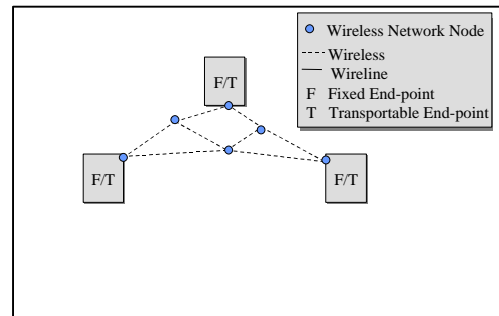 Wireless Network Node
Wireless
Wireline
F Fixed End-point
T Transportable End-point
F/T
F/T
F/T